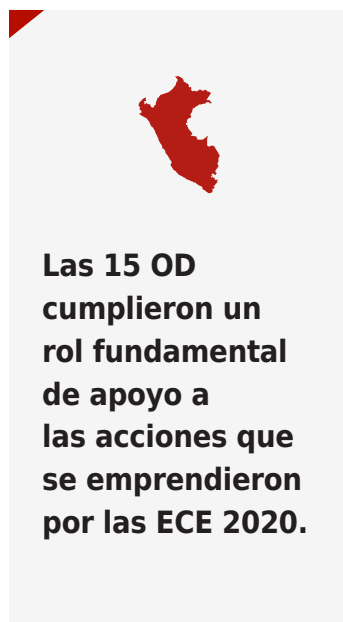 Las 15 OD
cumplieron un
rol fundamental
de apoyo a
las acciones que
se emprendieron
por las ECE 2020.